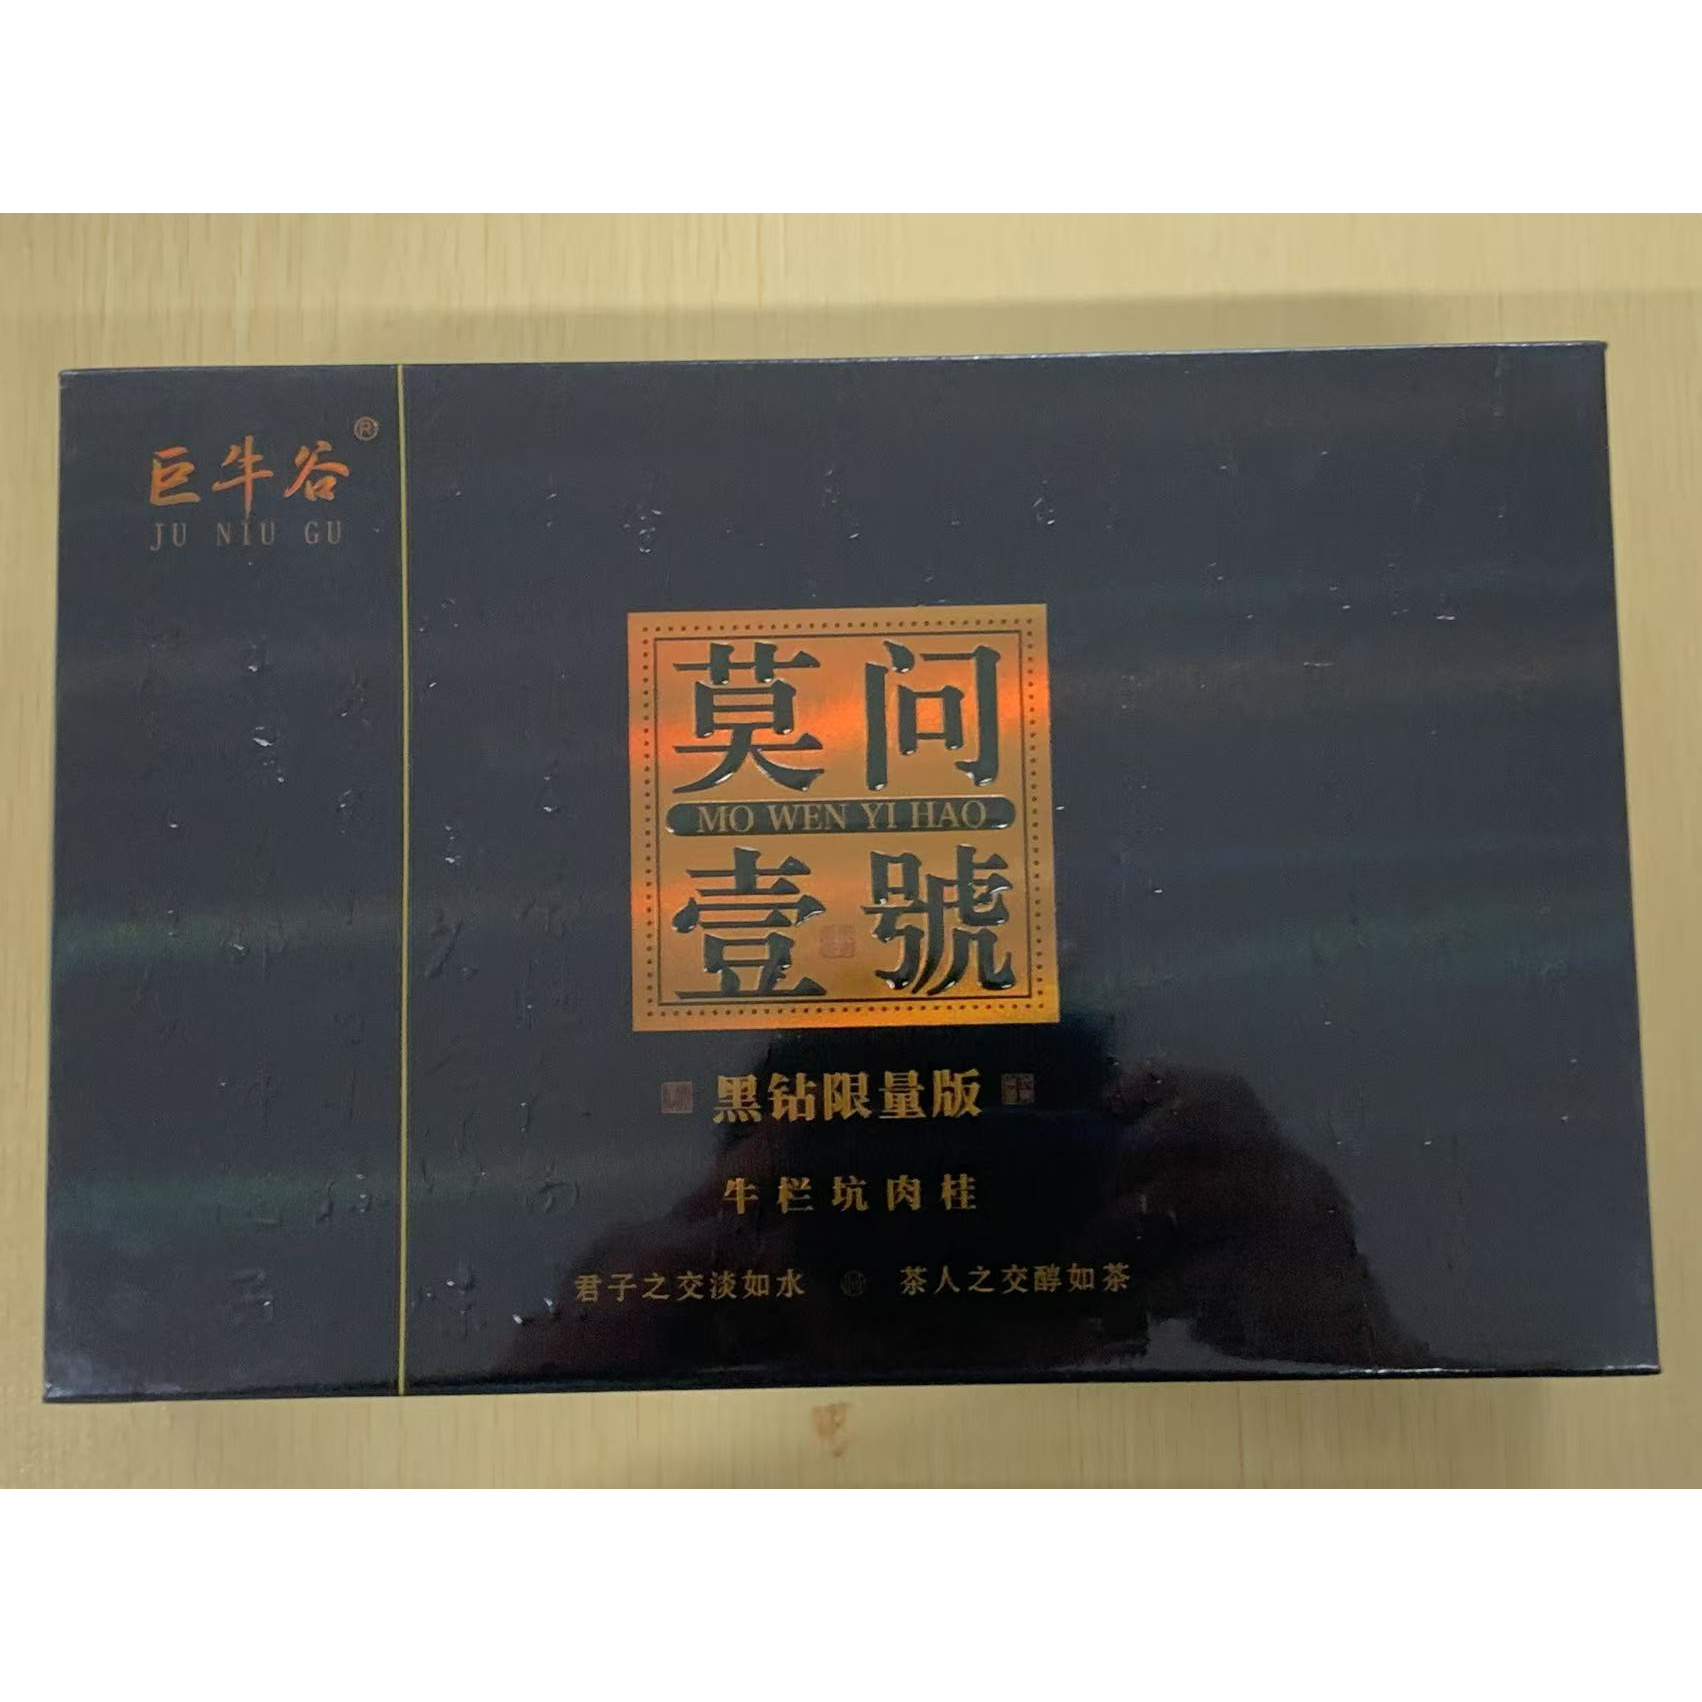 巨牛谷®
JU NIU GU
莫问
MO WEN YI HAO
壹號
黑钻限量版
牛栏坑肉桂
君子之交淡如水 茶人之交醇如茶